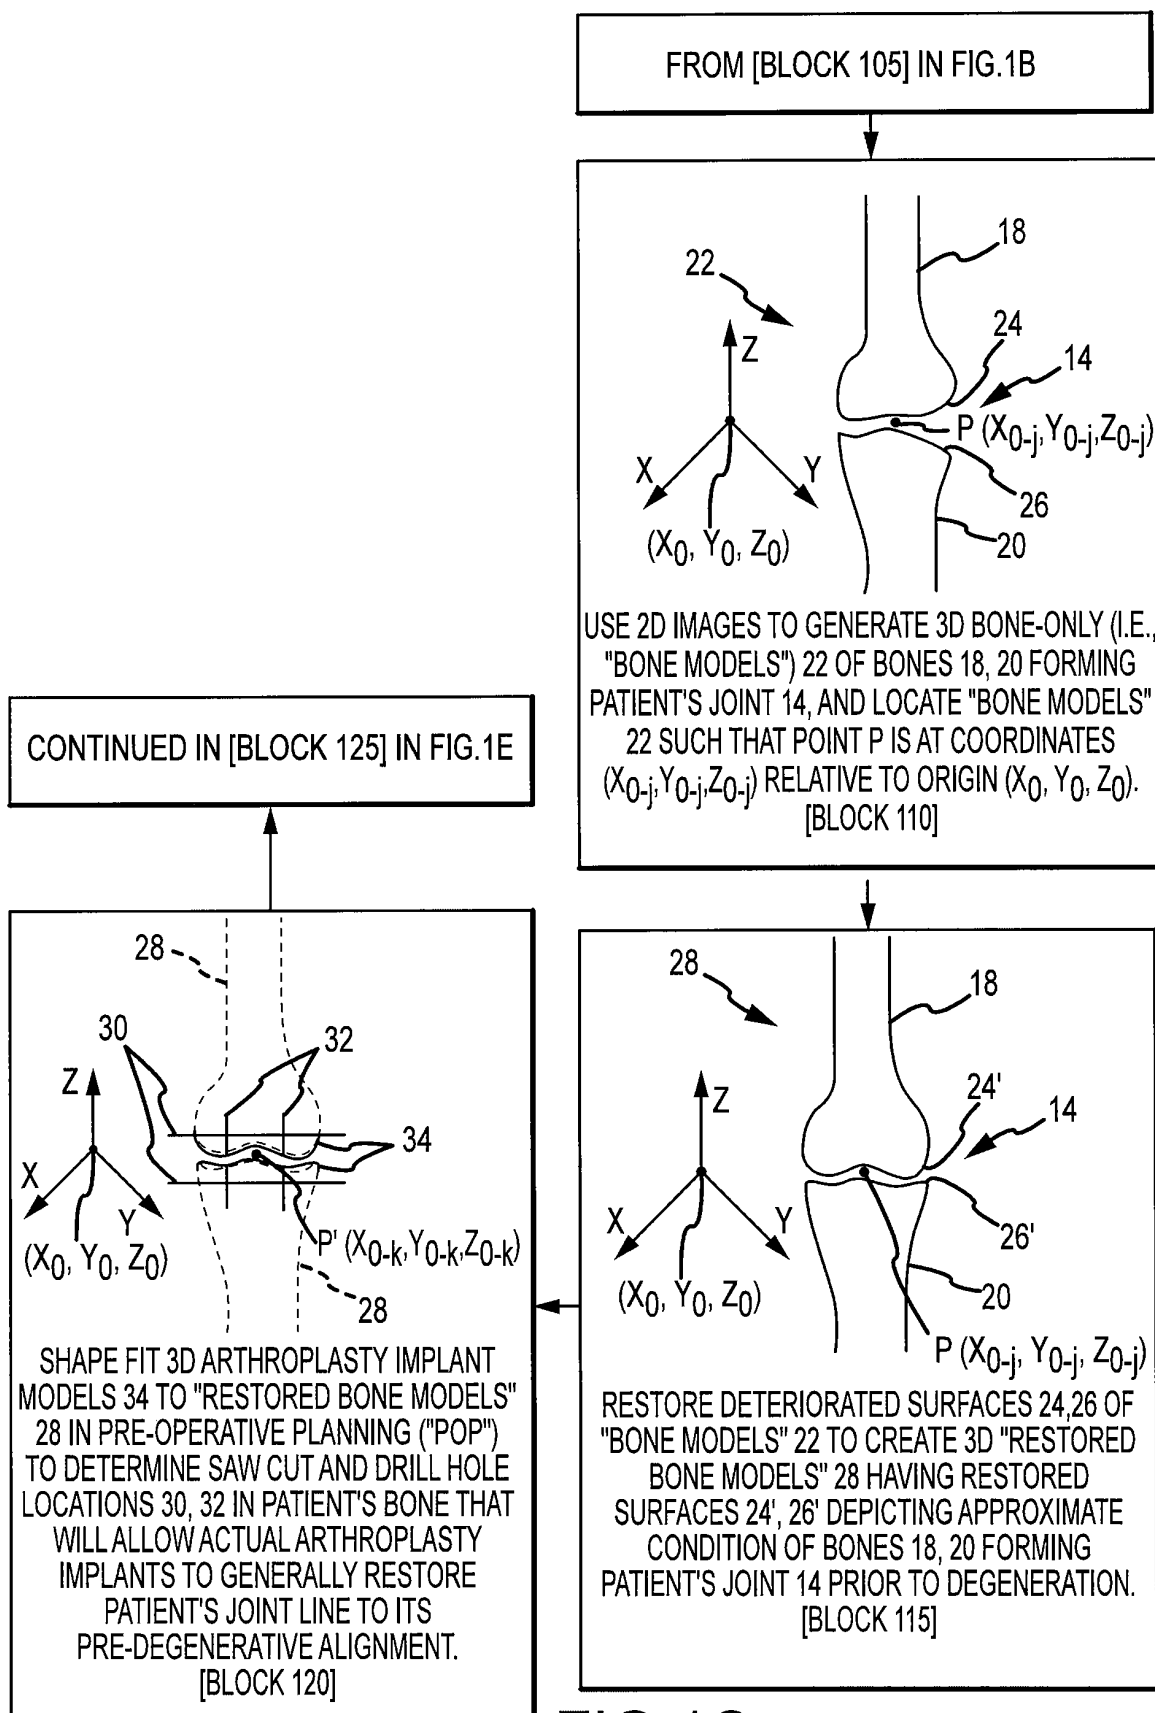 FROM [BLOCK 105] IN FIG.1B
18
22
24
Z
14
P (X0-j,Y0-j,Z0-j)
X
Y
26
(X0, Y0, Z0)
20
USE 2D IMAGES TO GENERATE 3D BONE-ONLY (I.E.,
"BONE MODELS") 22 OF BONES 18, 20 FORMING
PATIENT'S JOINT 14, AND LOCATE "BONE MODELS"
22 SUCH THAT POINT P IS AT COORDINATES
(X0-j,Y0-j,Z0-j) RELATIVE TO ORIGIN (X0, Y0, Z0).
[BLOCK 110]
28
18
Z
24'
14
X
Y
26'
(X0, Y0, Z0)
20
P (X0-j, Y0-j, Z0-j)
RESTORE DETERIORATED SURFACES 24,26 OF
"BONE MODELS" 22 TO CREATE 3D "RESTORED
BONE MODELS" 28 HAVING RESTORED
SURFACES 24', 26' DEPICTING APPROXIMATE
CONDITION OF BONES 18, 20 FORMING
PATIENT'S JOINT 14 PRIOR TO DEGENERATION.
[BLOCK 115]
28
30
32
Z
34
X
Y
P' (X0-k,Y0-k,Z0-k)
(X0, Y0, Z0)
28
SHAPE FIT 3D ARTHROPLASTY IMPLANT
MODELS 34 TO "RESTORED BONE MODELS"
28 IN PRE-OPERATIVE PLANNING ("POP")
TO DETERMINE SAW CUT AND DRILL HOLE
LOCATIONS 30, 32 IN PATIENT'S BONE THAT
WILL ALLOW ACTUAL ARTHROPLASTY
IMPLANTS TO GENERALLY RESTORE
PATIENT'S JOINT LINE TO ITS
PRE-DEGENERATIVE ALIGNMENT.
[BLOCK 120]
CONTINUED IN [BLOCK 125] IN FIG.1E